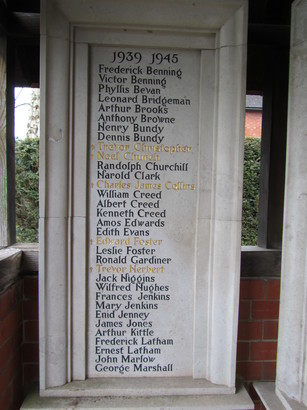 1939 1945
Frederick Benning
Victor Benning
Phyllis Bevan
Leonard Bridgeman
Arthur Brooks
Anthony Browne
Henry Bundy
Dennis Bundy
Trevor Christopher
Noel Chunn
Randolph Churchill
Harold Clark
Charles James Collins
William Creed
Albert Creed
Kenneth Creed
Amos Edwards
Edith Evans
Edward Foster
Leslie Foster
Ronald Gardiner
Trevor Herbert
Jack Higgins
Wilfred Hughes
Frances Jenkins
Mary Jenkins
Enid Jenney
James Jones
Arthur Kittle
Frederick Latham
Ernest Latham
John Marlow
George Marshall